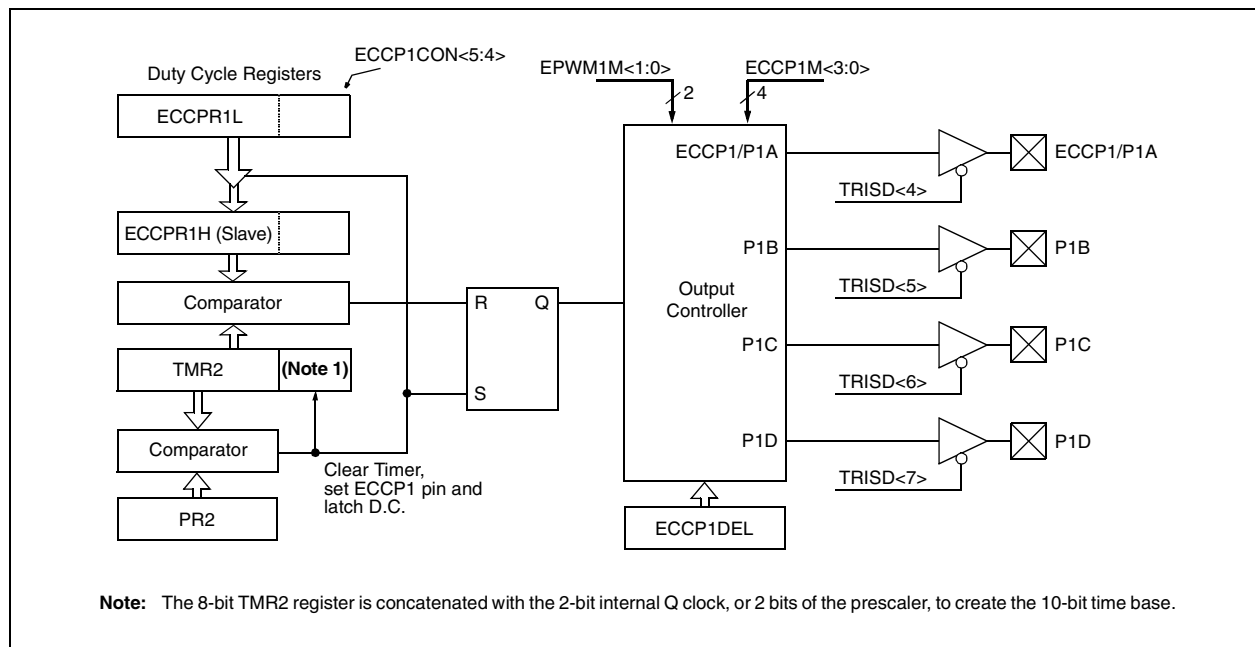 ECCP1CON<5:4>
Duty Cycle Registers
ECCPR1L
ECCPR1H (Slave)
Comparator
TMR2
(Note 1)
Comparator
PR2
Clear Timer,
set ECCP1 pin and
latch D.C.
R
Q
S
EPWM1M<1:0>
2
ECCP1M<3:0>
4
ECCP1/P1A
P1B
Output
Controller
P1C
P1D
ECCP1DEL
TRISD<4>
ECCP1/P1A
TRISD<5>
P1B
TRISD<6>
P1C
TRISD<7>
P1D
Note: The 8-bit TMR2 register is concatenated with the 2-bit internal Q clock, or 2 bits of the prescaler, to create the 10-bit time base.